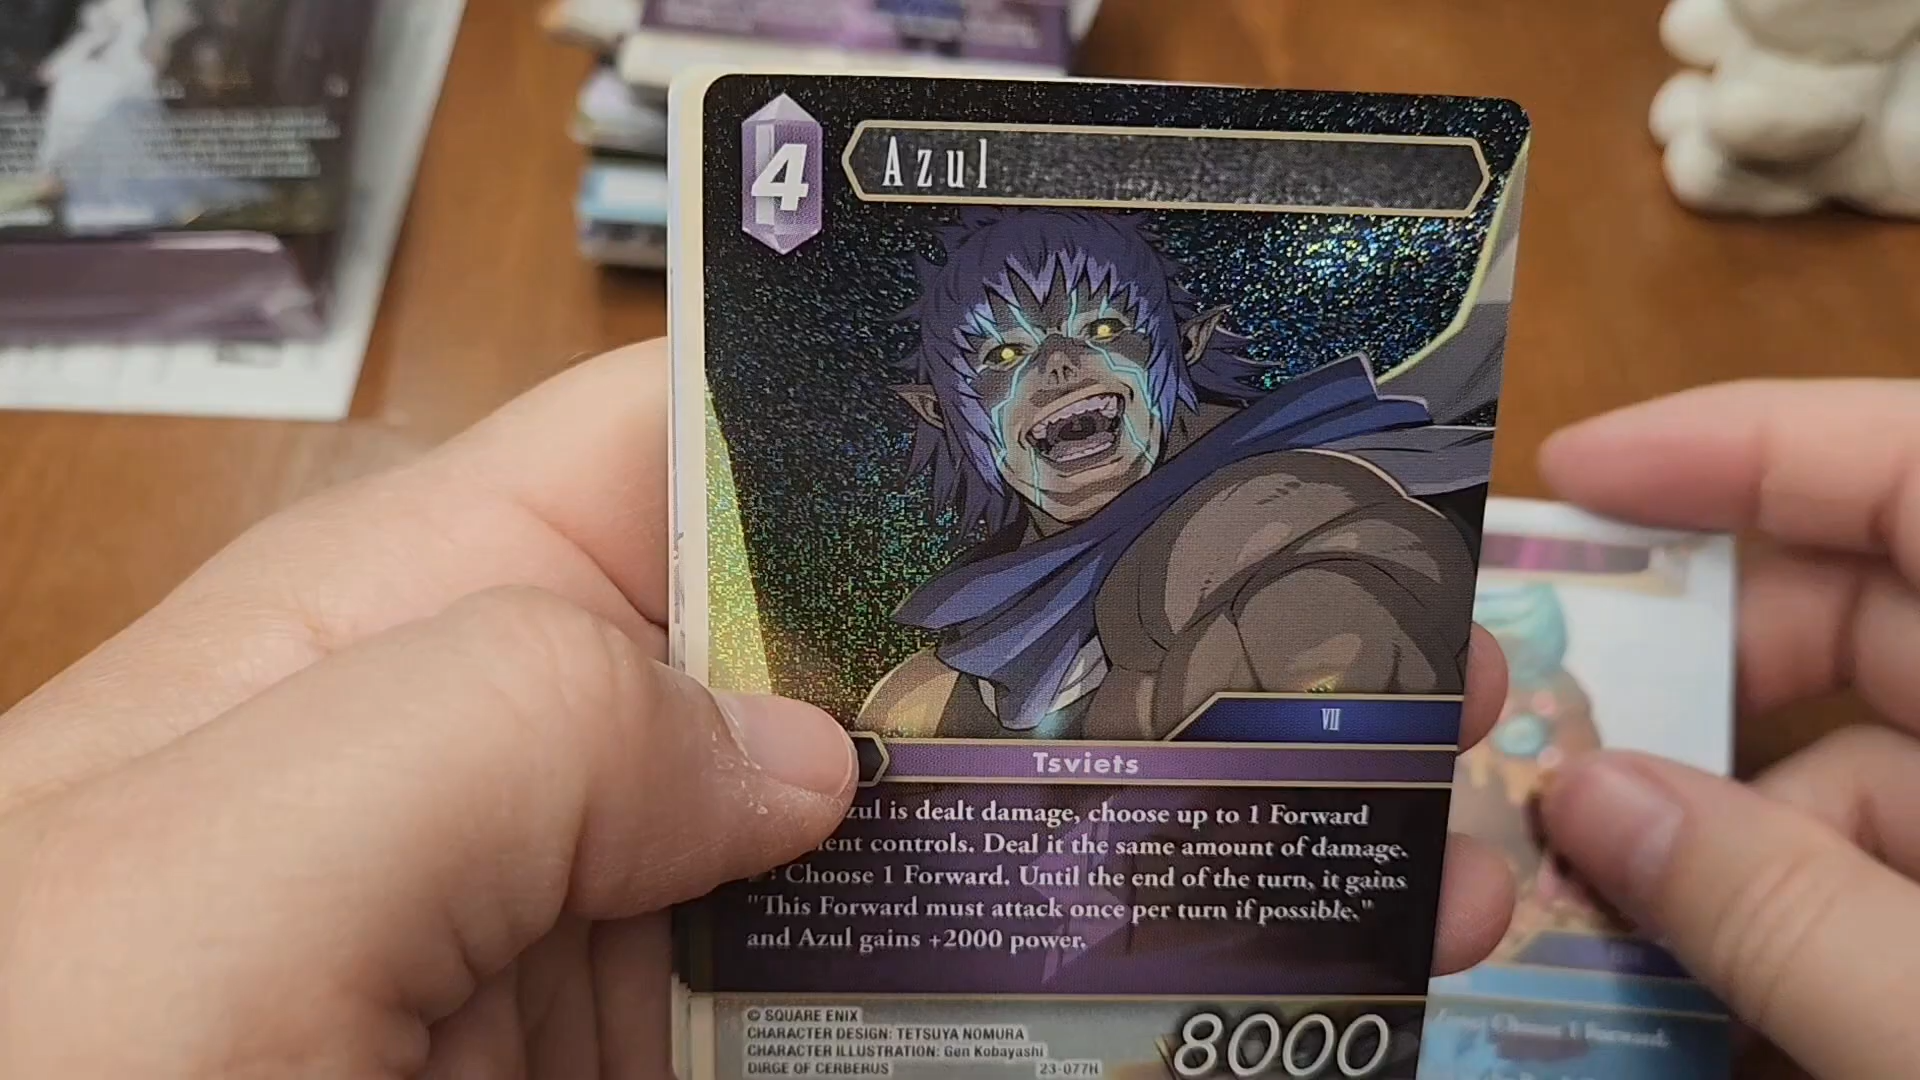 4
Azul
VII
Tsviets
zul is dealt damage, choose up to 1 Forward
ent controls. Deal it the same amount of damage.
: Choose 1 Forward. Until the end of the turn, it gains
"This Forward must attack once per turn if possible."
and Azul gains +2000 power.
© SQUARE ENIX
CHARACTER DESIGN: TETSUYA NOMURA
CHARACTER ILLUSTRATION: Gen Kobayashi
DIRGE OF CERBERUS
23-077H
8000
Choose 1 Forward.